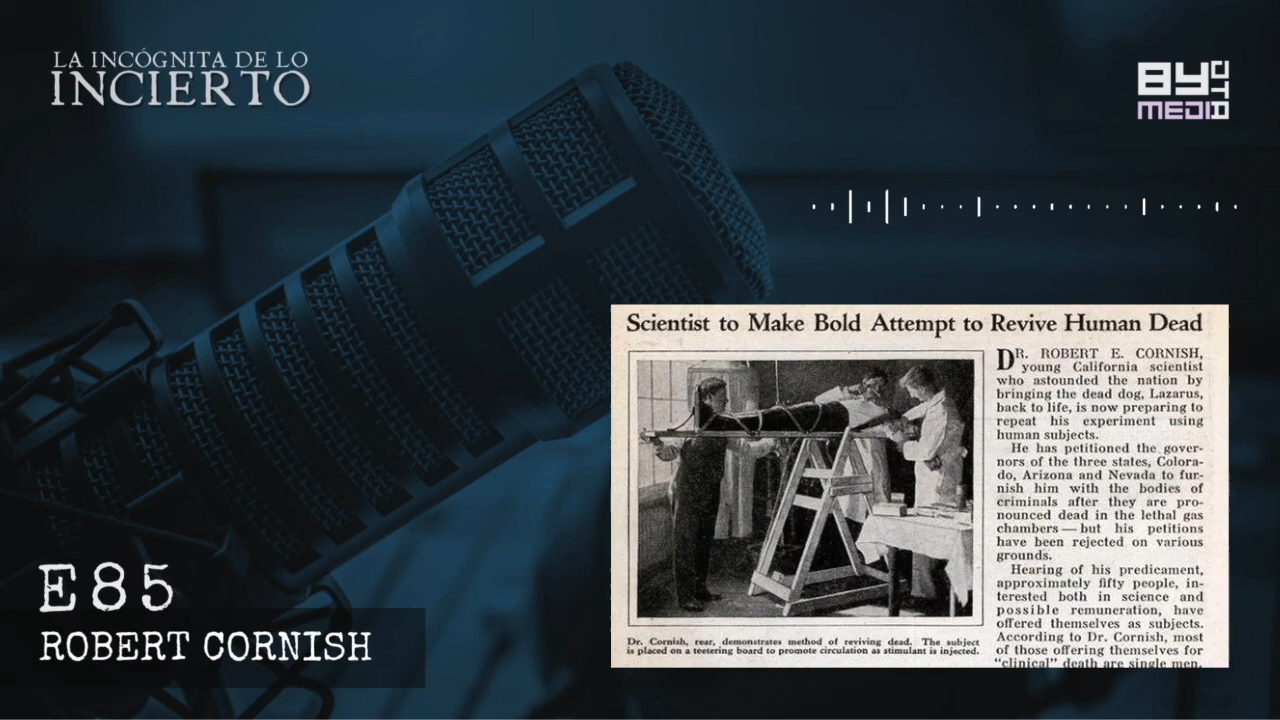 LA INCÓGNITA DE LO
INCIERTO
BYOT
MEDIA
Scientist to Make Bold Attempt to Revive Human Dead
DR. ROBERT E. CORNISH,
young California scientist
who astounded the nation by
bringing the dead dog, Lazarus,
back to life, is now preparing to
repeat his experiment using
human subjects.
He has petitioned the gover-
nors of the three states, Colora-
do, Arizona and Nevada to fur-
nish him with the bodies of
criminals after they are pro-
nounced dead in the lethal gas
chambers — but his petitions
have been rejected on various
grounds.
Hearing of his predicament,
approximately fifty people, in-
terested both in science and
possible remuneration, have
offered themselves as subjects.
According to Dr. Cornish, most
of those offering themselves for
"clinical" death are single men.
Dr. Cornish, rear, demonstrates method of reviving dead. The subject
is placed on a teetering board to promote circulation as stimulant is injected.
E85
ROBERT CORNISH